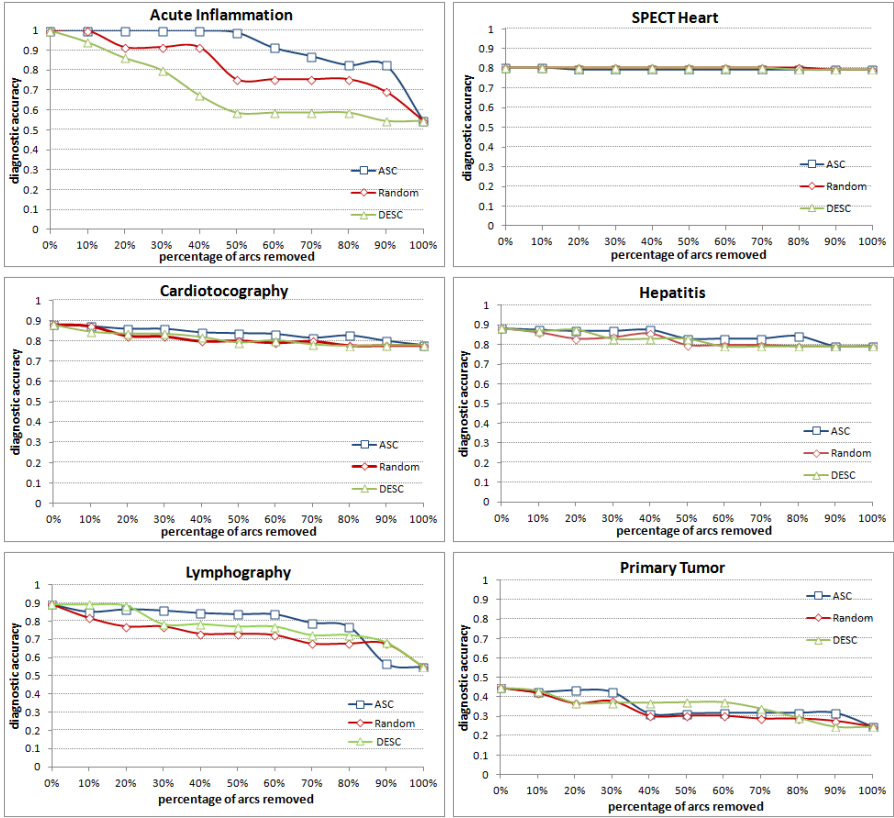 Acute Inflammation
diagnostic accuracy
1
0.9
0.8
0.7
0.6
0.5
0.4
0.3
0.2
0.1
0
ASC
Random
DESC
0% 10% 20% 30% 40% 50% 60% 70% 80% 90% 100%
percentage of arcs removed
SPECT Heart
diagnostic accuracy
1
0.9
0.8
0.7
0.6
0.5
0.4
0.3
0.2
0.1
0
ASC
Random
DESC
0% 10% 20% 30% 40% 50% 60% 70% 80% 90% 100%
percentage of arcs removed
Cardiotocography
diagnostic accuracy
1
0.9
0.8
0.7
0.6
0.5
0.4
0.3
0.2
0.1
0
ASC
Random
DESC
0% 10% 20% 30% 40% 50% 60% 70% 80% 90% 100%
percentage of arcs removed
Hepatitis
diagnostic accuracy
1
0.9
0.8
0.7
0.6
0.5
0.4
0.3
0.2
0.1
0
ASC
Random
DESC
0% 10% 20% 30% 40% 50% 60% 70% 80% 90% 100%
percentage of arcs removed
Lymphography
diagnostic accuracy
1
0.9
0.8
0.7
0.6
0.5
0.4
0.3
0.2
0.1
0
ASC
Random
DESC
0% 10% 20% 30% 40% 50% 60% 70% 80% 90% 100%
percentage of arcs removed
Primary Tumor
diagnostic accuracy
1
0.9
0.8
0.7
0.6
0.5
0.4
0.3
0.2
0.1
0
ASC
Random
DESC
0% 10% 20% 30% 40% 50% 60% 70% 80% 90% 100%
percentage of arcs removed